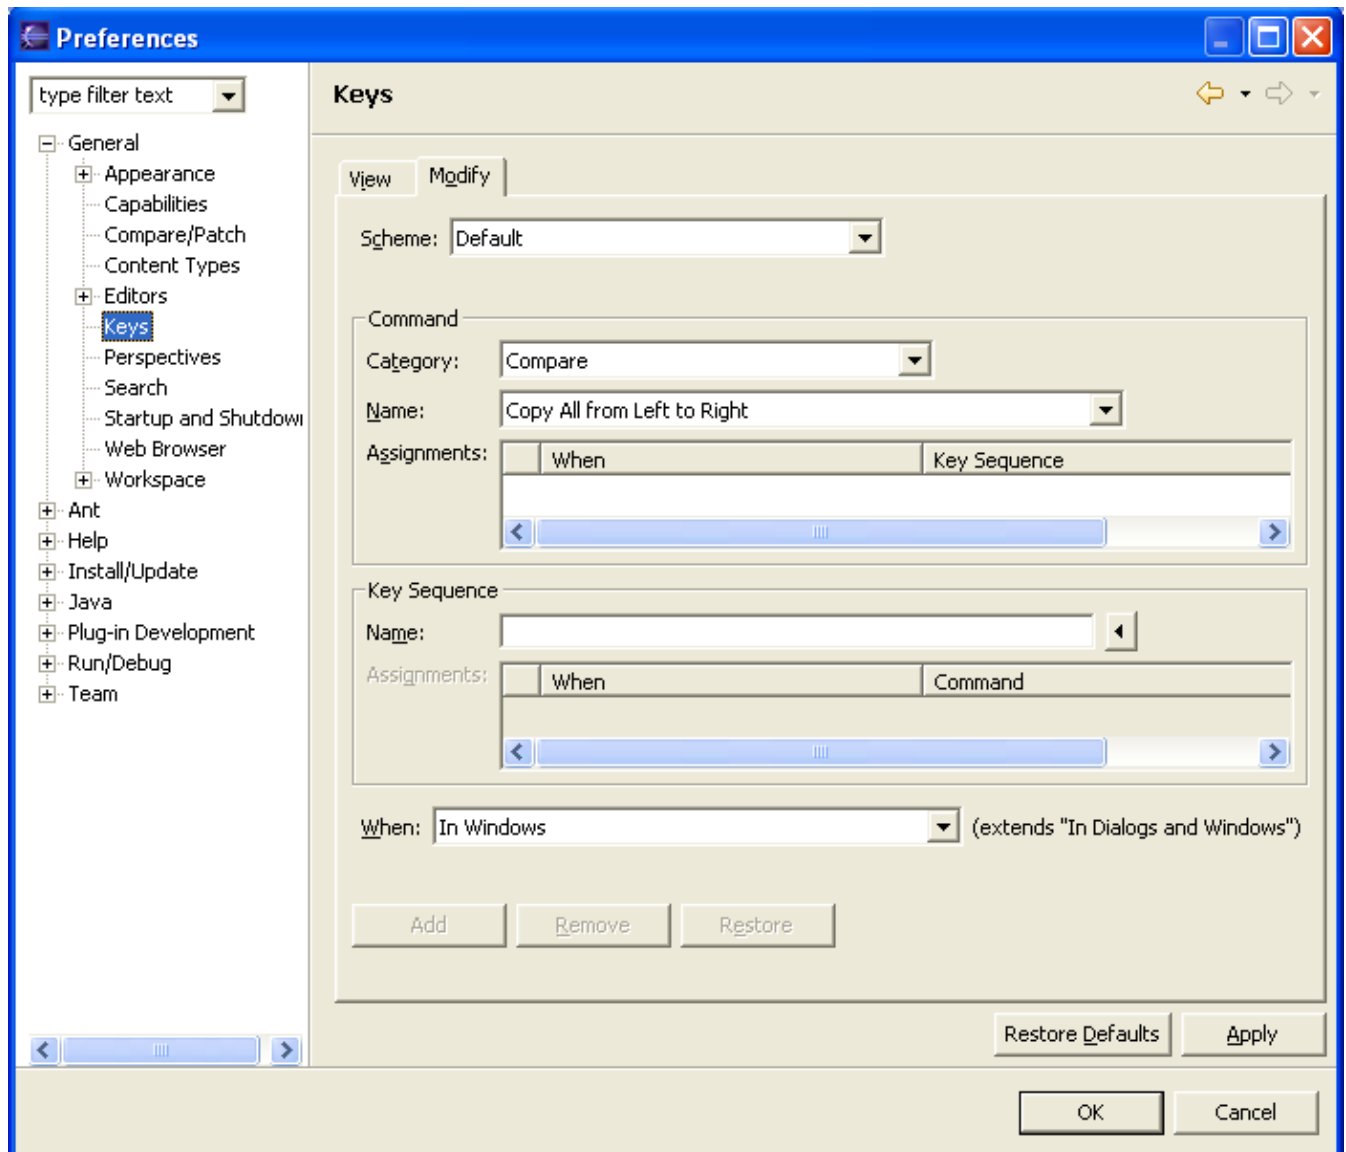 Preferences
type filter text
General
Appearance
Capabilities
Compare/Patch
Content Types
Editors
Keys
Perspectives
Search
Startup and Shutdow
Web Browser
Workspace
Ant
Help
Install/Update
Java
Plug-in Development
Run/Debug
Team
Keys
View Modify
Scheme: Default
Command
Category: Compare
Name: Copy All from Left to Right
Assignments: When Key Sequence
Key Sequence
Name:
Assignments: When Command
When: In Windows (extends "In Dialogs and Windows")
Add Remove Restore
Restore Defaults Apply
OK Cancel